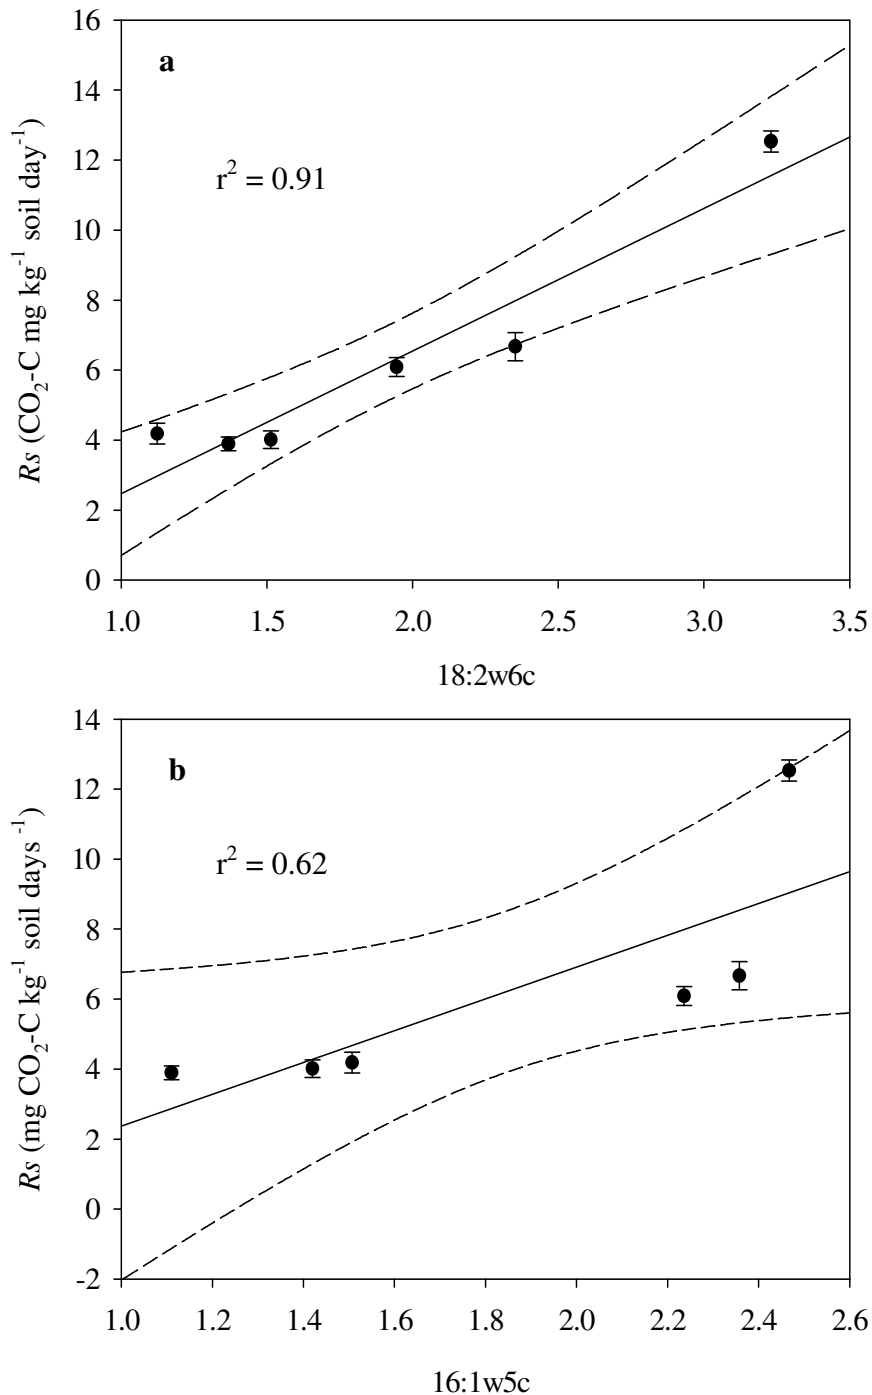 a
r² = 0.91
Rs (CO₂-C mg kg⁻¹ soil day⁻¹)
16
14
12
10
8
6
4
2
0
1.0 1.5 2.0 2.5 3.0 3.5
18:2w6c
b
r² = 0.62
Rs (mg CO₂-C kg⁻¹ soil days ⁻¹)
14
12
10
8
6
4
2
0
-2
1.0 1.2 1.4 1.6 1.8 2.0 2.2 2.4 2.6
16:1w5c